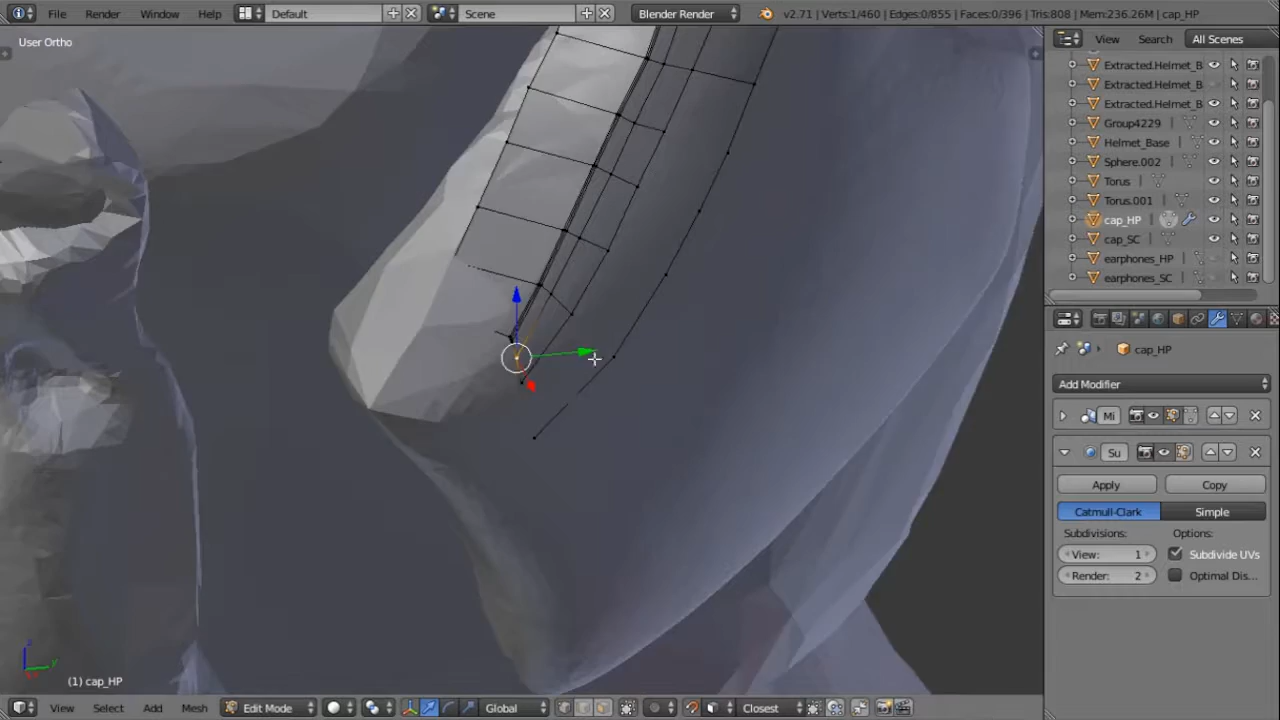 File Render Window Help Default Scene Blender Render v2.71 | Verts:1/460 | Edges:0/855 | Faces:0/396 | Tris:808 | Mem:236.26M | cap_HP
User Ortho
View Search All Scenes
Extracted.Helmet_B
Extracted.Helmet_B
Extracted.Helmet_B
Group4229
Helmet_Base
Sphere.002
Torus
Torus.001
cap_HP
cap_SC
earphones_HP
earphones_SC
cap_HP
Add Modifier
Mi
Su
Apply Copy
Catmull-Clark Simple
Subdivisions: Options:
View: 1 Subdivide UVs
Render: 2 Optimal Dis...
z
y
(1) cap_HP
View Select Add Mesh Edit Mode Global Closest